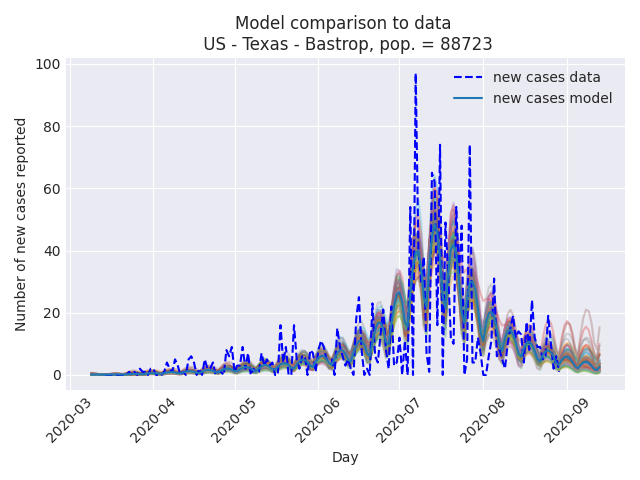 Model comparison to data
US - Texas - Bastrop, pop. = 88723
new cases data
new cases model
Number of new cases reported
100
80
60
40
20
0
2020-03
2020-04
2020-05
2020-06
2020-07
2020-08
2020-09
Day